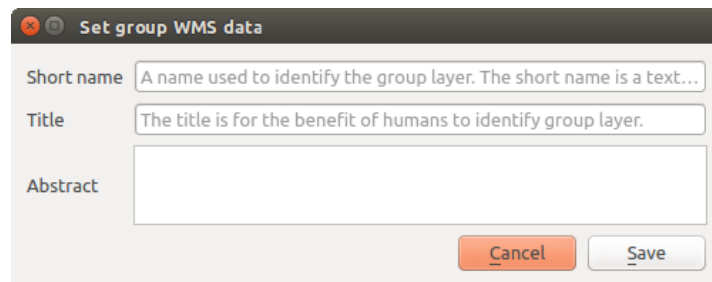 Set group WMS data
Short name A name used to identify the group layer. The short name is a text...
Title The title is for the benefit of humans to identify group layer.
Abstract
Cancel Save